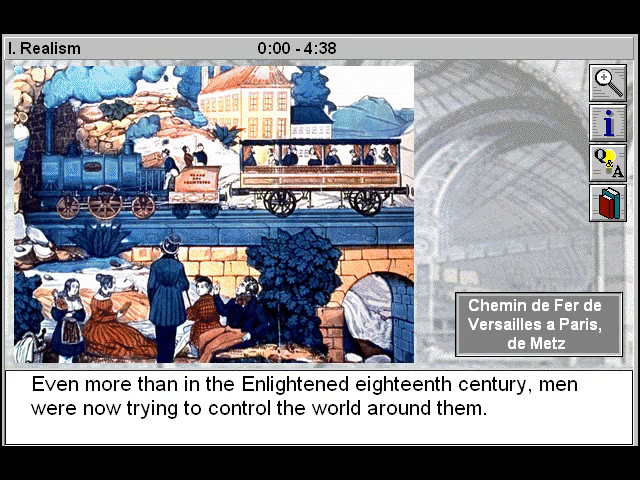 I. Realism 0:00 - 4:38
i
Q&A
Chemin de Fer de
Versailles a Paris,
de Metz
Even more than in the Enlightened eighteenth century, men
were now trying to control the world around them.